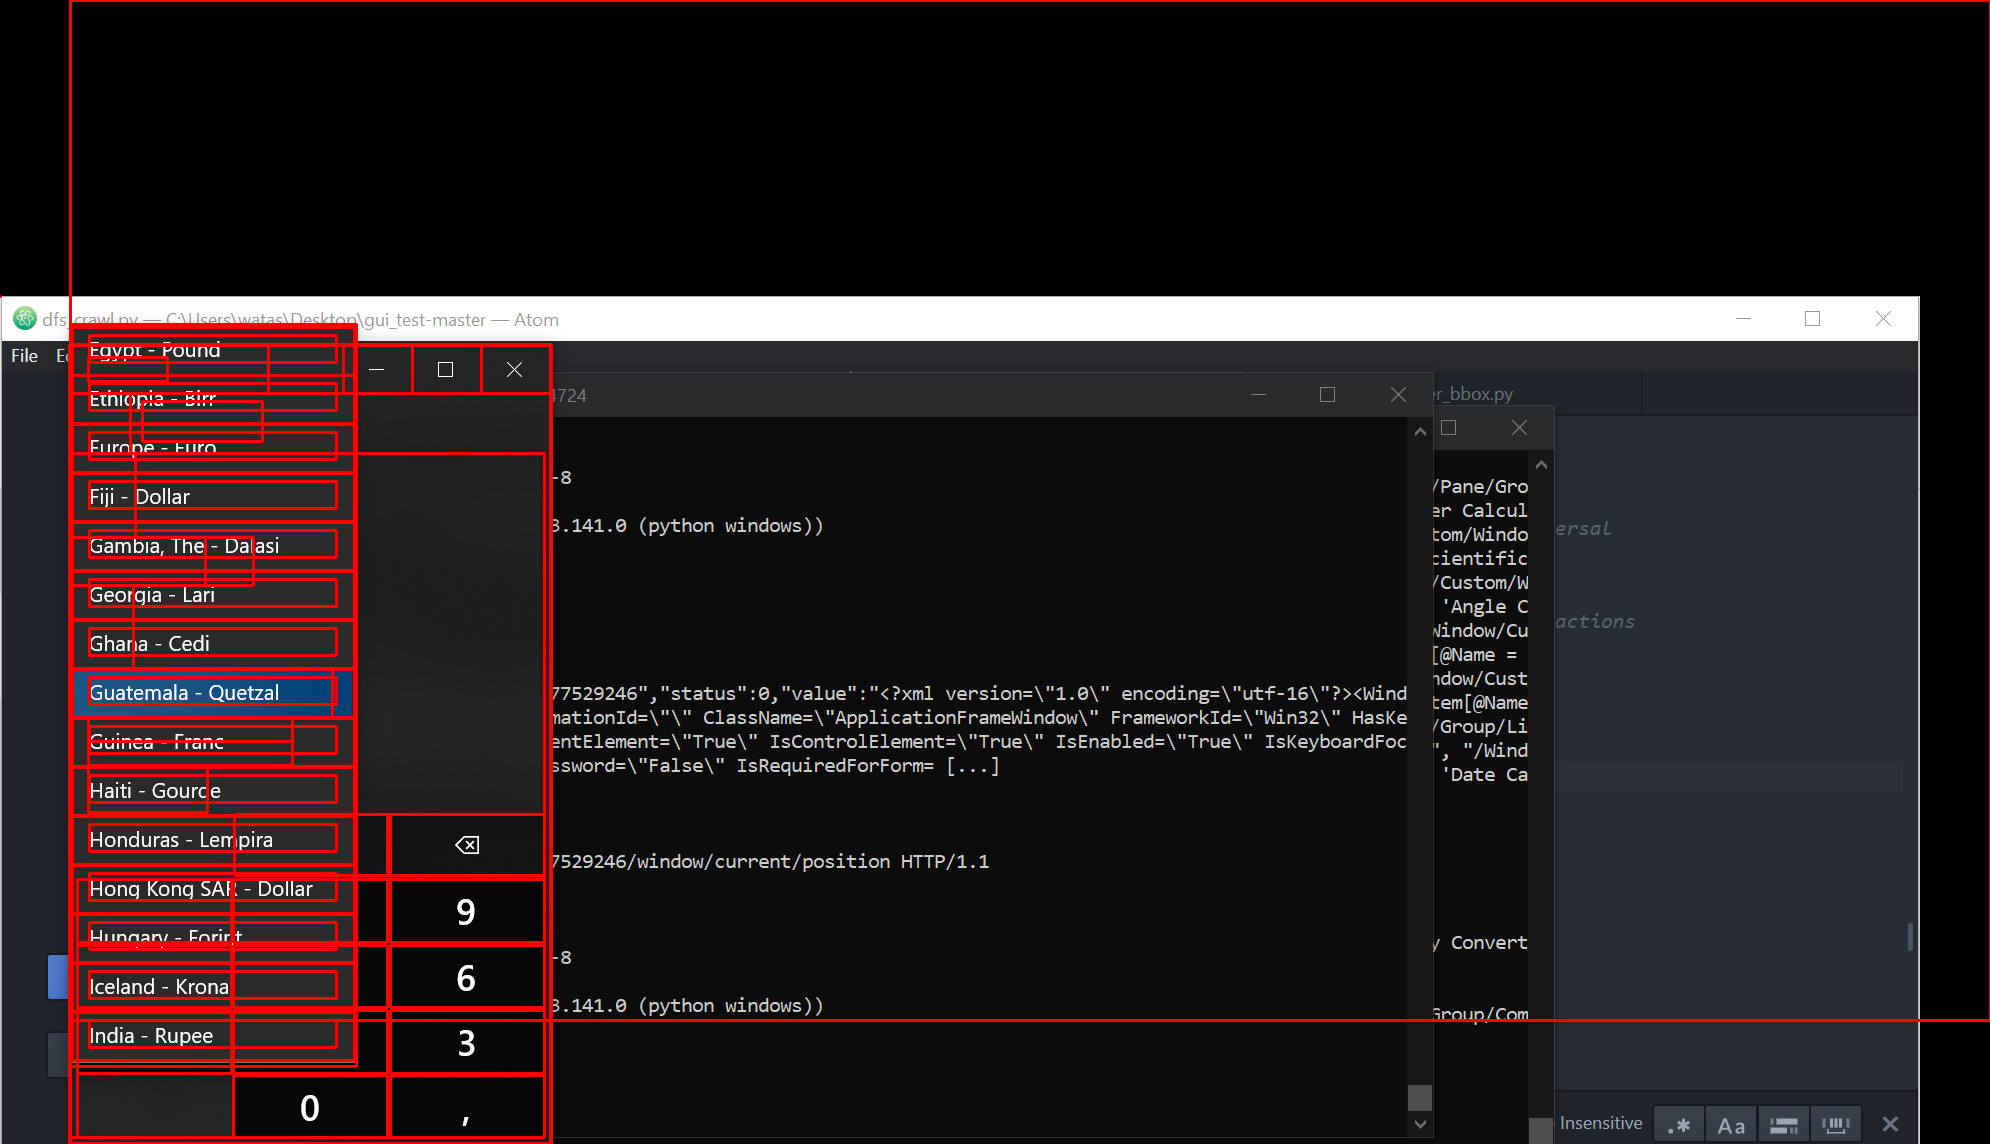 dfs_crawl.py — C:\Users\watas\Desktop\gui_test-master — Atom
File
Egypt - Pound
Ethiopia - Birr
Europe - Euro
Fiji - Dollar
Gambia, The - Dalasi
Georgia - Lari
Ghana - Cedi
Guatemala - Quetzal
Guinea - Franc
Haiti - Gourde
Honduras - Lempira
Hong Kong SAR - Dollar
Hungary - Forint
Iceland - Krona
India - Rupee
9
6
3
0
,
4724
-8
3.141.0 (python windows))
77529246","status":0,"value":"<?xml version=\"1.0\" encoding=\"utf-16\"?><Wind
mationId=\"\" ClassName=\"ApplicationFrameWindow\" FrameworkId=\"Win32\" HasKe
entElement=\"True\" IsControlElement=\"True\" IsEnabled=\"True\" IsKeyboardFoc
ssword=\"False\" IsRequiredForForm= [...]
7529246/window/current/position HTTP/1.1
-8
3.141.0 (python windows))
er_bbox.py
/Pane/Gro
er Calcul
tom/Windo
cientific
/Custom/W
'Angle C
Window/Cu
[@Name =
ndow/Cust
tem[@Name
/Group/Li
", "/Wind
'Date Ca
y Convert
Group/Com
ersal
actions
Insensitive
.*
Aa